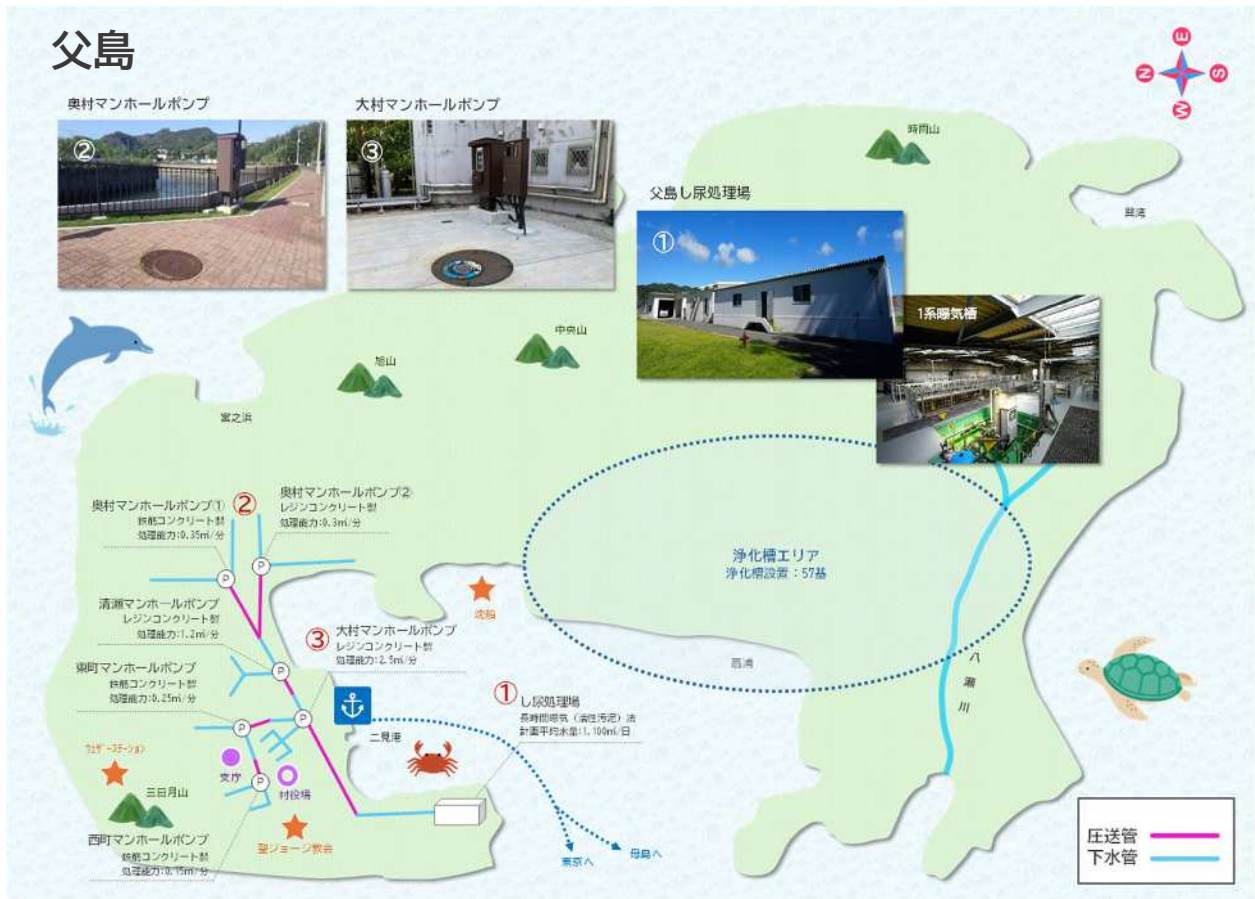 父島
E
N
S
W
奥村マンホールポンプ
②
大村マンホールポンプ
③
父島し尿処理場
①
1系曝気槽
時雨山
巽湾
中央山
旭山
宮之浜
奥村マンホールポンプ①
鉄筋コンクリート製
処理能力:0.35㎥/分
②
奥村マンホールポンプ②
レジンコンクリート製
処理能力:0.3㎥/分
P
P
清瀬マンホールポンプ
レジンコンクリート製
処理能力:1.2㎥/分
P
③
大村マンホールポンプ
レジンコンクリート製
処理能力:2.5㎥/分
P
東町マンホールポンプ
鉄筋コンクリート製
処理能力:0.25㎥/分
P
沈船
浄化槽エリア
浄化槽設置:57基
扇浦
八瀬川
①
し尿処理場
長時間曝気(活性汚泥)法
計画平均水量:1,100㎥/日
二見港
ウェザーステーション
三日月山
支庁
P
村役場
聖ジョージ教会
西町マンホールポンプ
鉄筋コンクリート製
処理能力:0.15㎥/分
東京へ
母島へ
圧送管
下水管